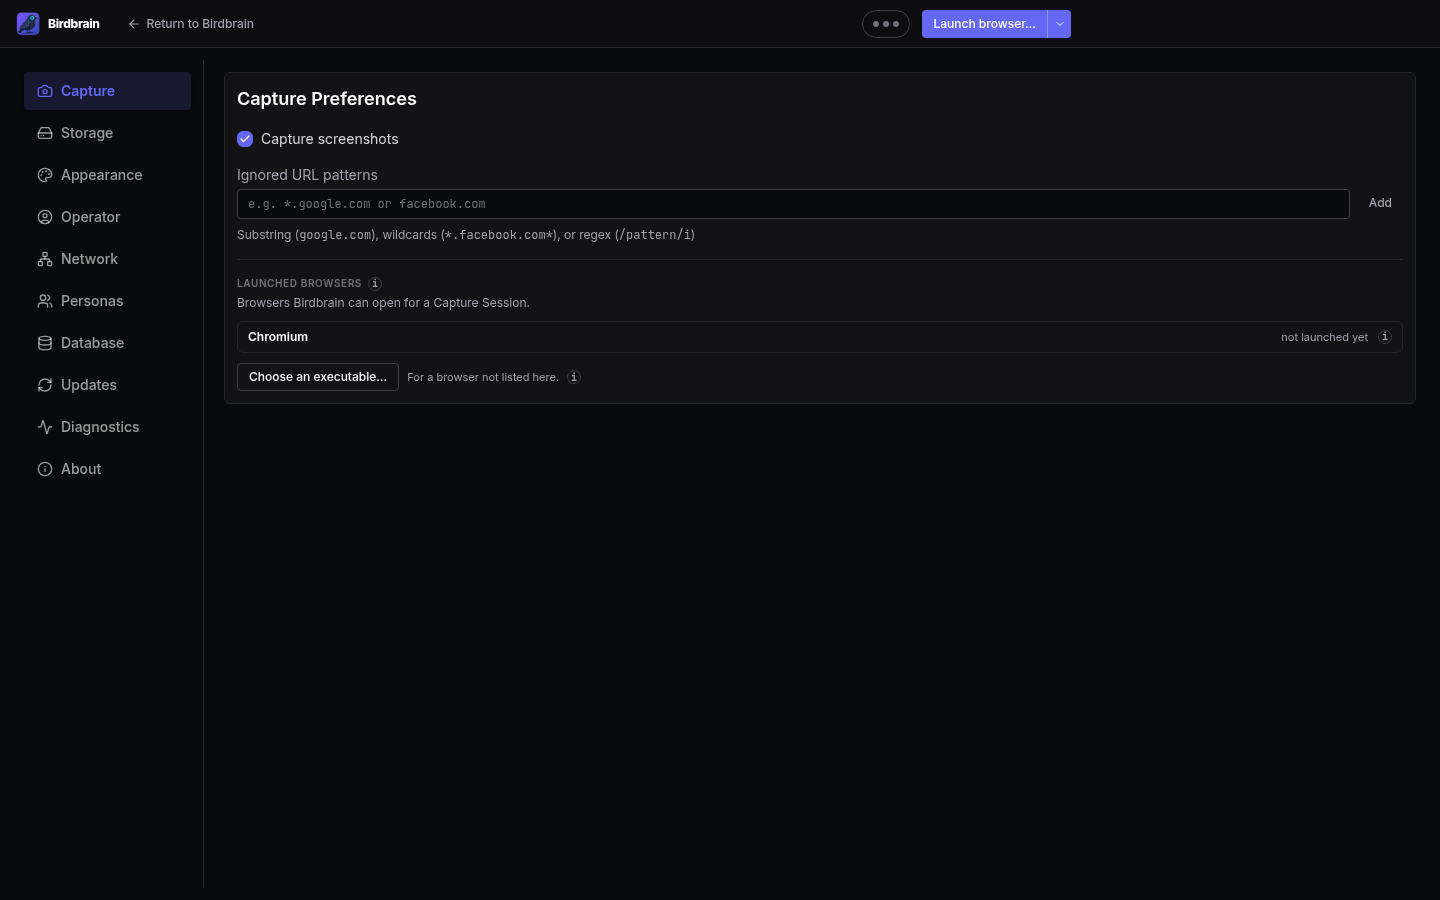 Birdbrain
Return to Birdbrain
Launch browser...
Capture
Storage
Appearance
Operator
Network
Personas
Database
Updates
Diagnostics
About
Capture Preferences
Capture screenshots
Ignored URL patterns
e.g. *.google.com or facebook.com
Add
Substring (google.com), wildcards (*.facebook.com*), or regex (/pattern/i)
LAUNCHED BROWSERS i
Browsers Birdbrain can open for a Capture Session.
Chromium
not launched yet i
Choose an executable...
For a browser not listed here. i